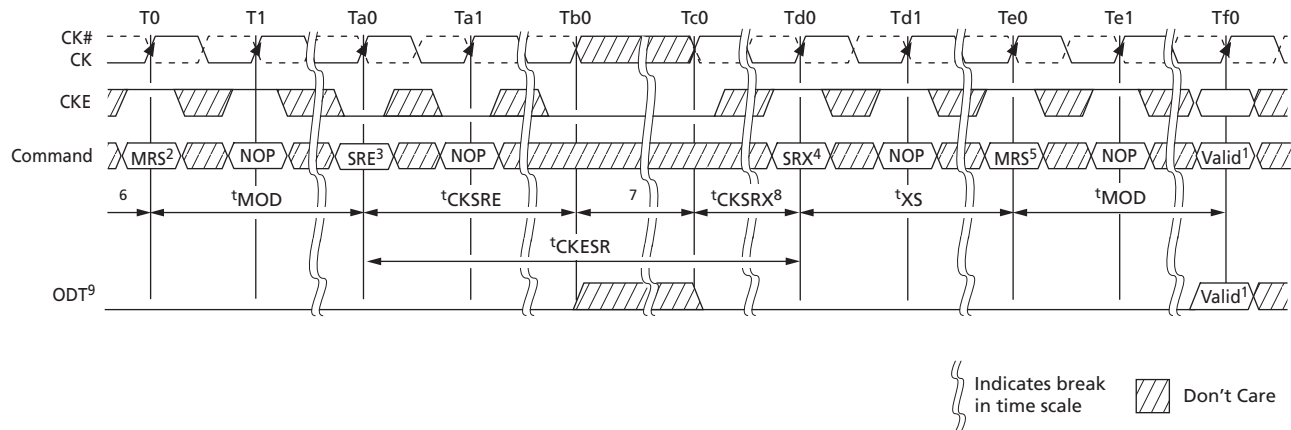 T0 T1 Ta0 Ta1 Tb0 Tc0 Td0 Td1 Te0 Te1 Tf0
CK#
CK
CKE
Command MRS2 NOP SRE3 NOP SRX4 NOP MRS5 NOP Valid1
6 tMOD tCKSRE 7 tCKSRX8 tXS tMOD
tCKESR
ODT9 Valid1
Indicates break
in time scale
Don't Care